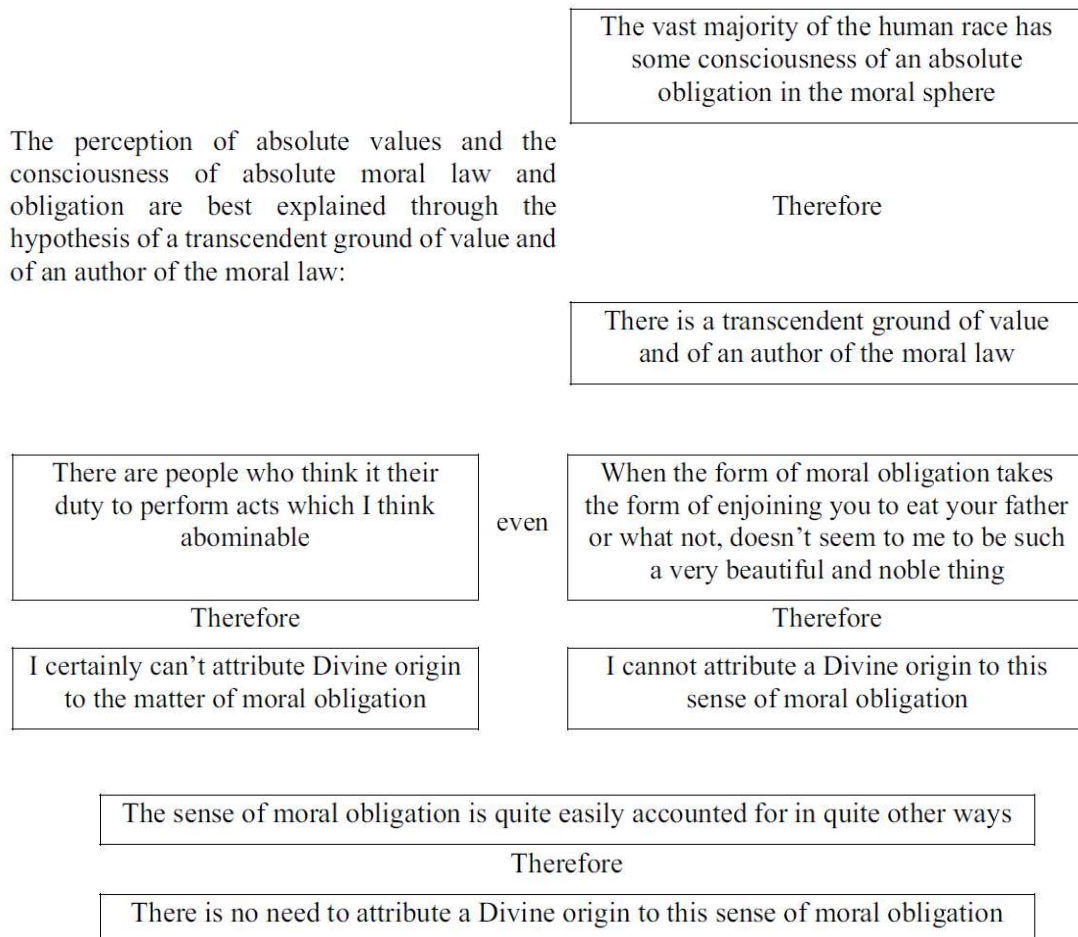 The vast majority of the human race has
some consciousness of an absolute
obligation in the moral sphere
The perception of absolute values and the
consciousness of absolute moral law and
obligation are best explained through the
hypothesis of a transcendent ground of value and
of an author of the moral law:
Therefore
There is a transcendent ground of value
and of an author of the moral law
There are people who think it their
duty to perform acts which I think
abominable
even
When the form of moral obligation takes
the form of enjoining you to eat your father
or what not, doesn't seem to me to be such
a very beautiful and noble thing
Therefore
Therefore
I certainly can't attribute Divine origin
to the matter of moral obligation
I cannot attribute a Divine origin to this
sense of moral obligation
The sense of moral obligation is quite easily accounted for in quite other ways
Therefore
There is no need to attribute a Divine origin to this sense of moral obligation